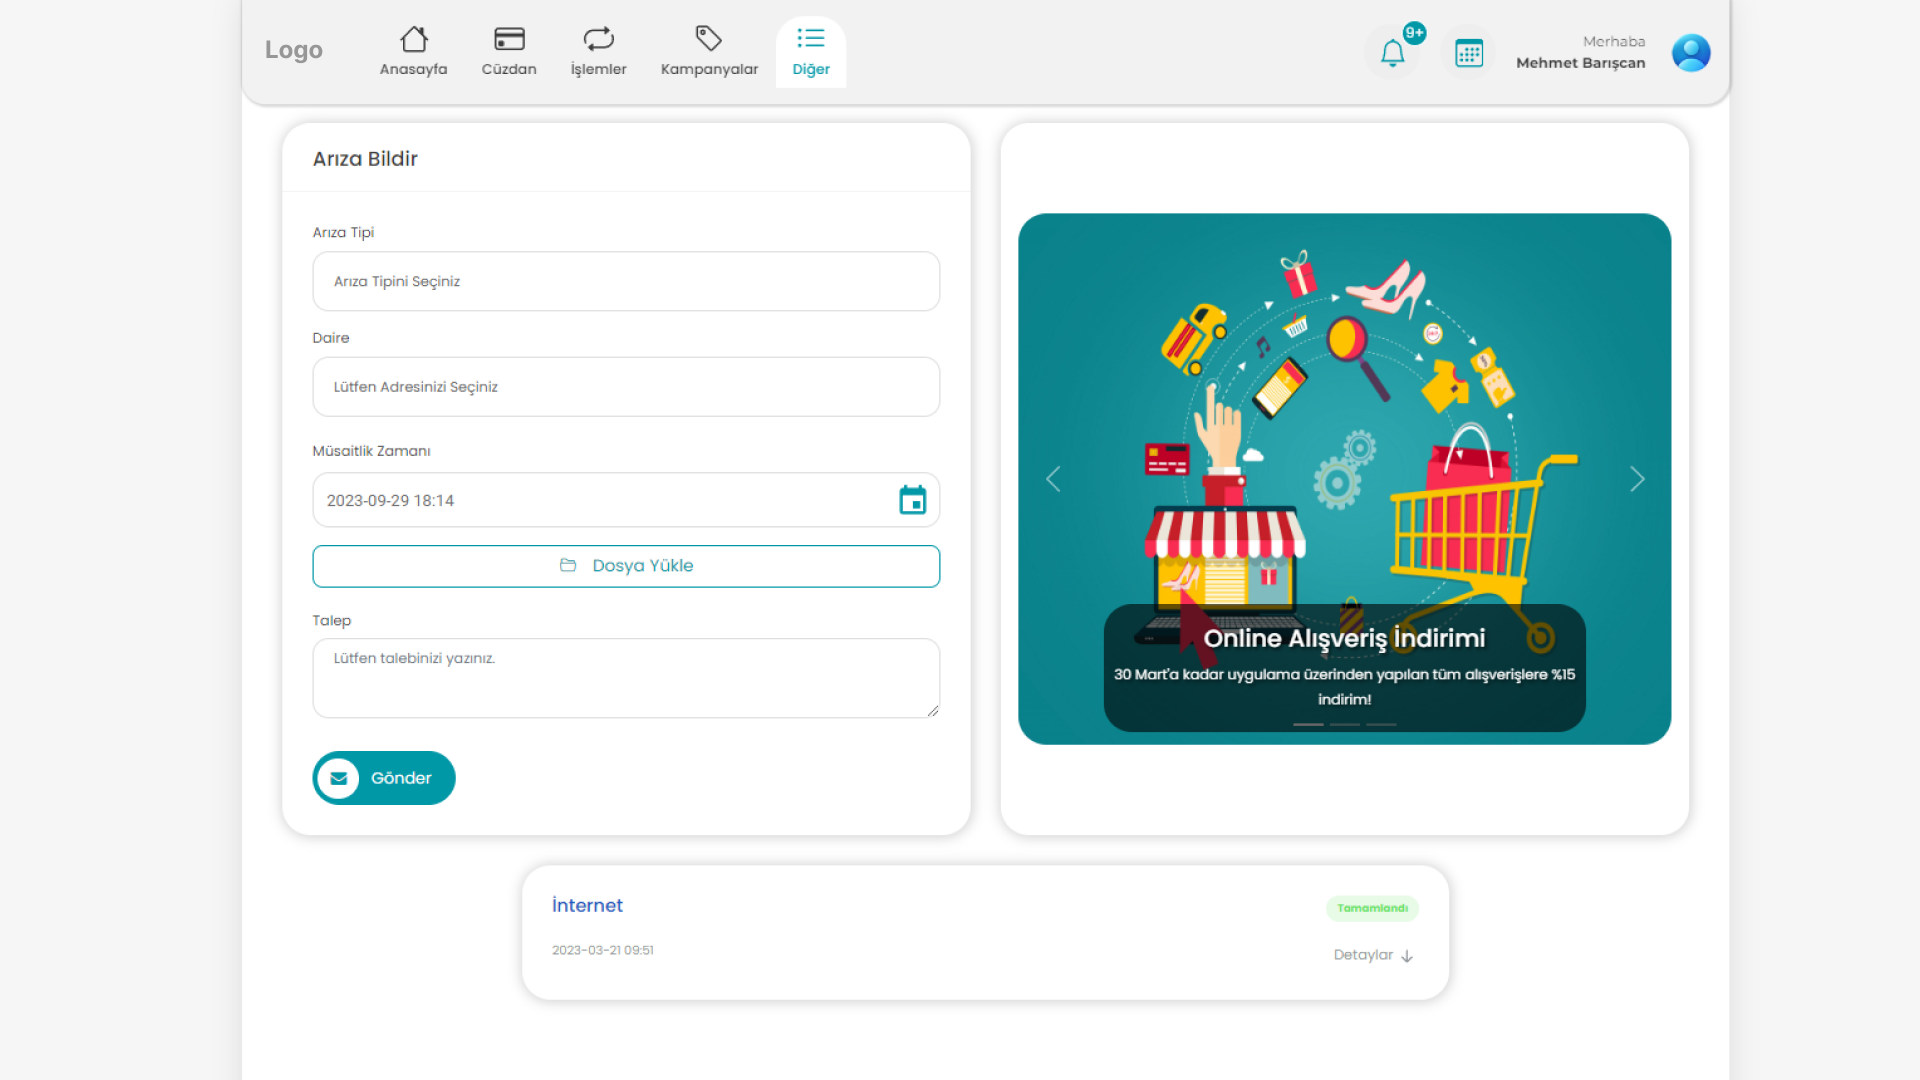 Logo
Anasayfa
Cüzdan
İşlemler
Kampanyalar
Diğer
9+
Merhaba
Mehmet Barışcan
Arıza Bildir
Arıza Tipi
Arıza Tipini Seçiniz
Daire
Lütfen Adresinizi Seçiniz
Müsaitlik Zamanı
2023-09-29 18:14
Dosya Yükle
Talep
Lütfen talebinizi yazınız.
Gönder
Online Alışveriş İndirimi
30 Mart'a kadar uygulama üzerinden yapılan tüm alışverişlere %15
indirim!
İnternet
Tamamlandı
2023-03-21 09:51
Detaylar